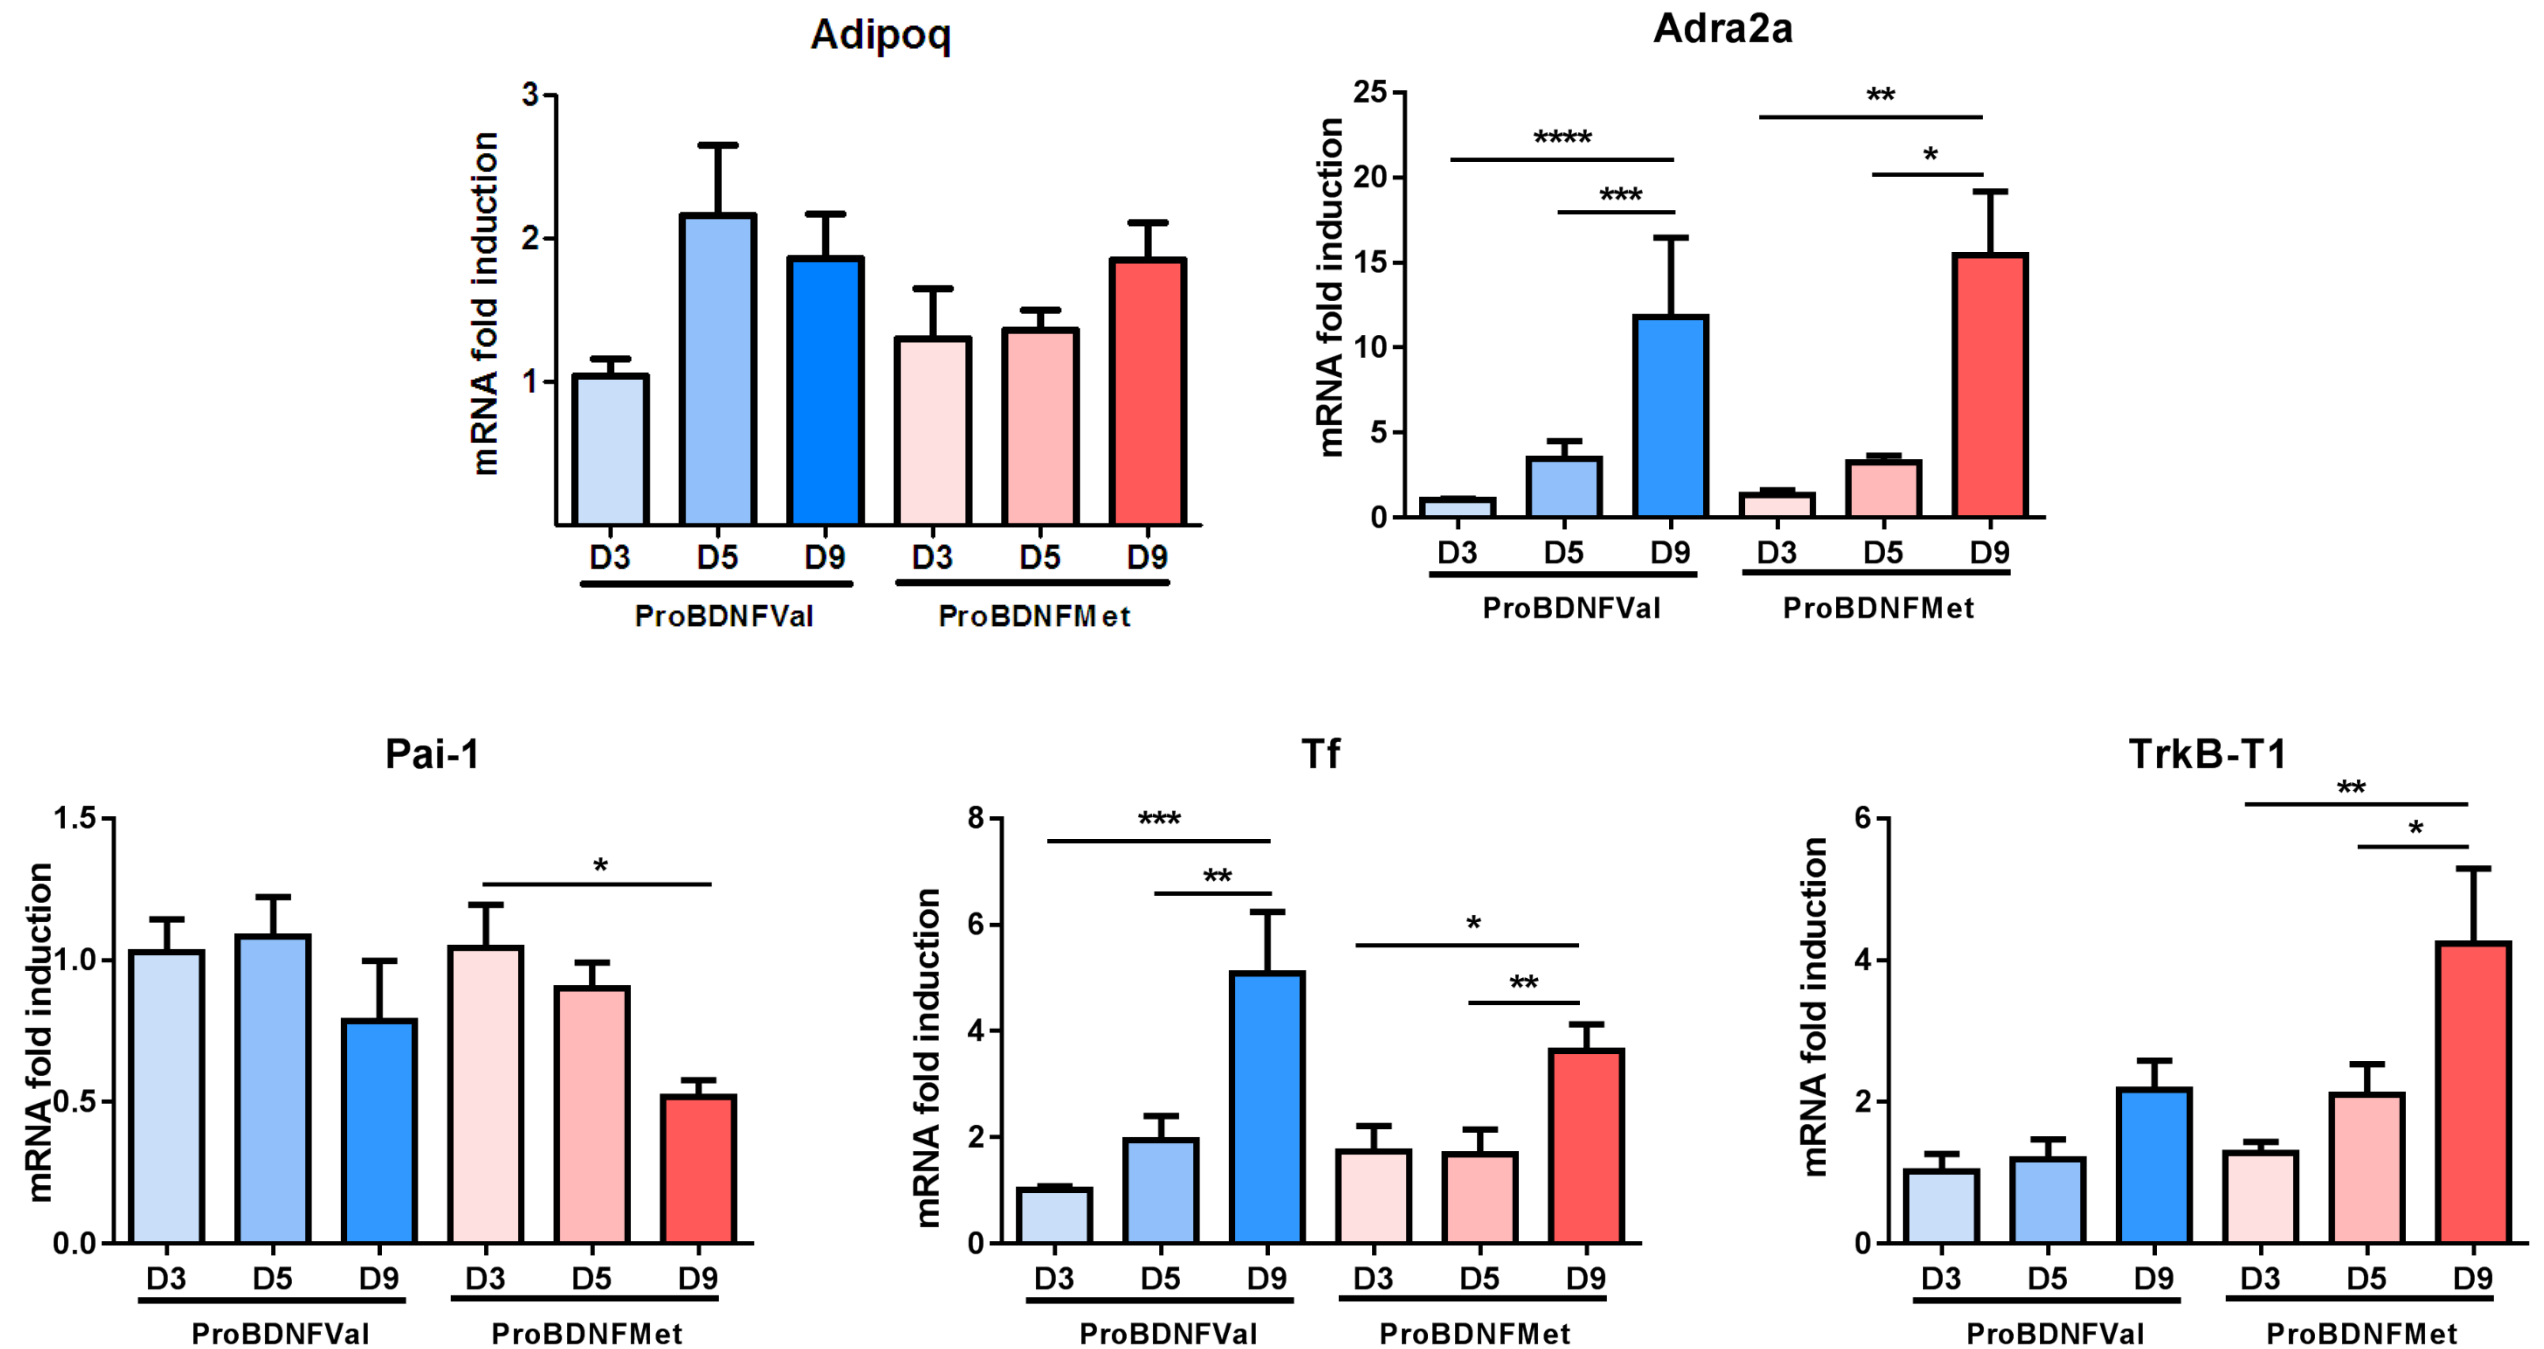 Adipoq
mRNA fold induction
3
2
1
D3 D5 D9 D3 D5 D9
ProBDNFVal ProBDNFMet
Adra2a
mRNA fold induction
25
20
15
10
5
0
**** *** ** *
D3 D5 D9 D3 D5 D9
ProBDNFVal ProBDNFMet
Pai-1
mRNA fold induction
1.5
1.0
0.5
0.0
*
D3 D5 D9 D3 D5 D9
ProBDNFVal ProBDNFMet
Tf
mRNA fold induction
8
6
4
2
0
*** ** * **
D3 D5 D9 D3 D5 D9
ProBDNFVal ProBDNFMet
TrkB-T1
mRNA fold induction
6
4
2
0
** *
D3 D5 D9 D3 D5 D9
ProBDNFVal ProBDNFMet